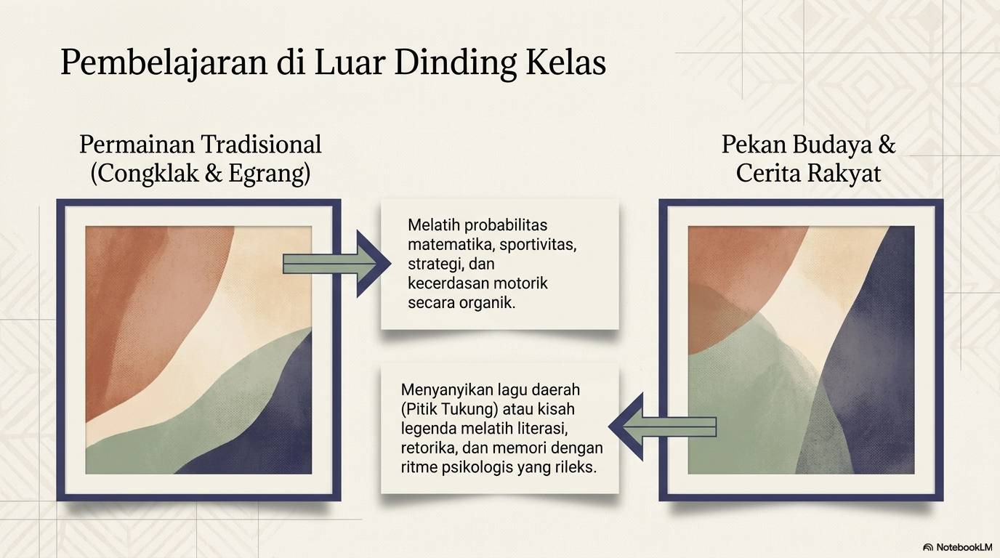 Pembelajaran di Luar Dinding Kelas
Permainan Tradisional
(Congklak & Egrang)
Melatih probabilitas
matematika, sportivitas,
strategi, dan
kecerdasan motorik
secara organik.
Pekan Budaya &
Cerita Rakyat
Menyanyikan lagu daerah
(Pitik Tukung) atau kisah
legenda melatih literasi,
retorika, dan memori dengan
ritme psikologis yang rileks.
NotebookLM